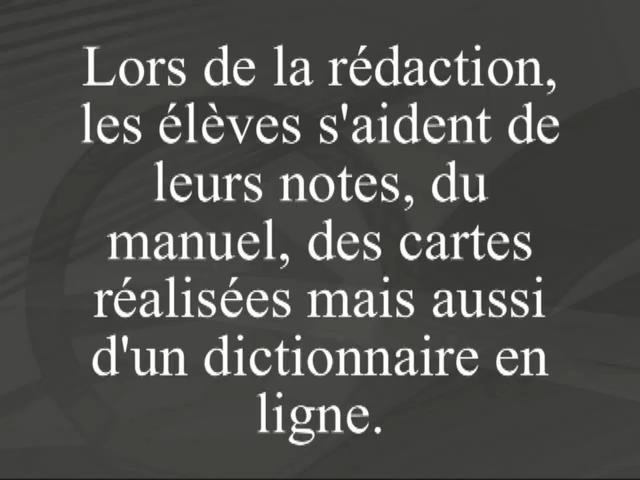 Lors de la rédaction,
les élèves s'aident de
leurs notes, du
manuel, des cartes
réalisées mais aussi
d'un dictionnaire en
ligne.